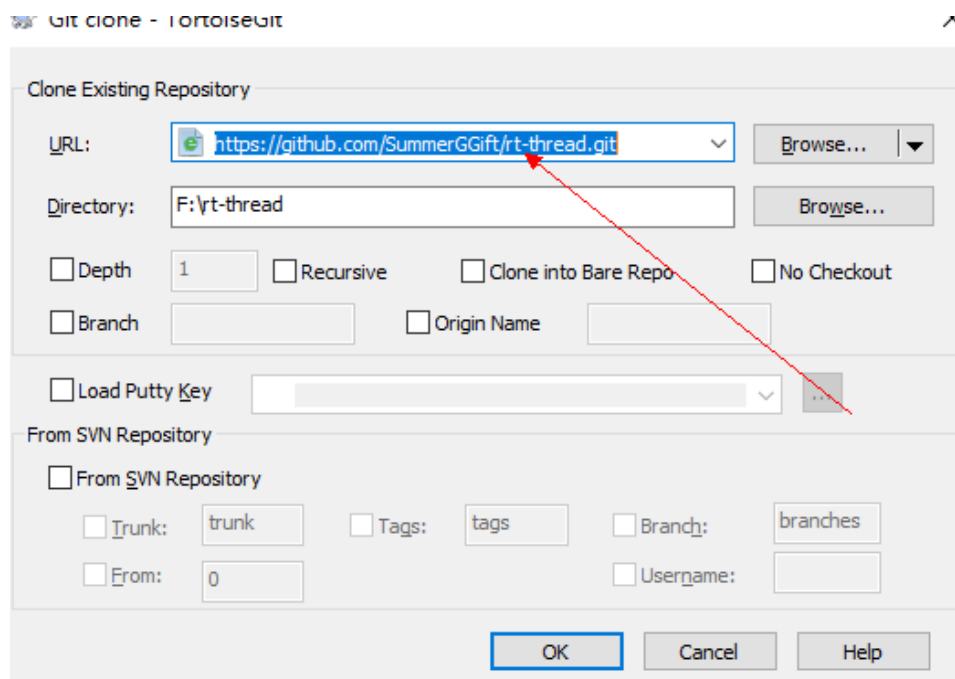 Git clone - TortoiseGit
Clone Existing Repository
URL: https://github.com/SummerGGift/rt-thread.git Browse...
Directory: F:\rt-thread Browse...
Depth 1 Recursive Clone into Bare Repo No Checkout
Branch Origin Name
Load Putty Key ...
From SVN Repository
From SVN Repository
Trunk: trunk Tags: tags Branch: branches
From: 0 Username:
OK Cancel Help